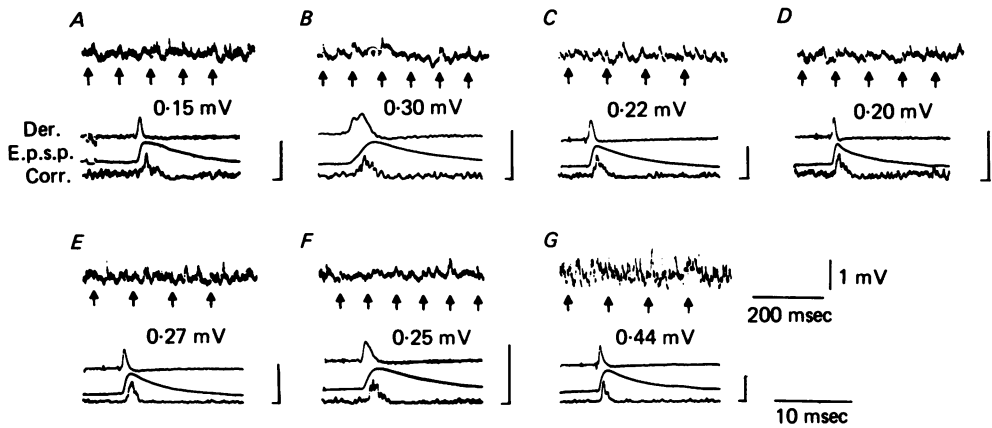 A B C D
0·15 mV 0·30 mV 0·22 mV 0·20 mV
Der.
E.p.s.p.
Corr.
E F G
1 mV
200 msec
0·27 mV 0·25 mV 0·44 mV
10 msec